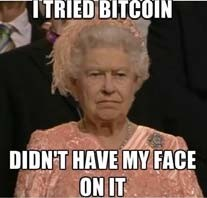 I TRIED BITCOIN
DIDN'T HAVE MY FACE
ON IT